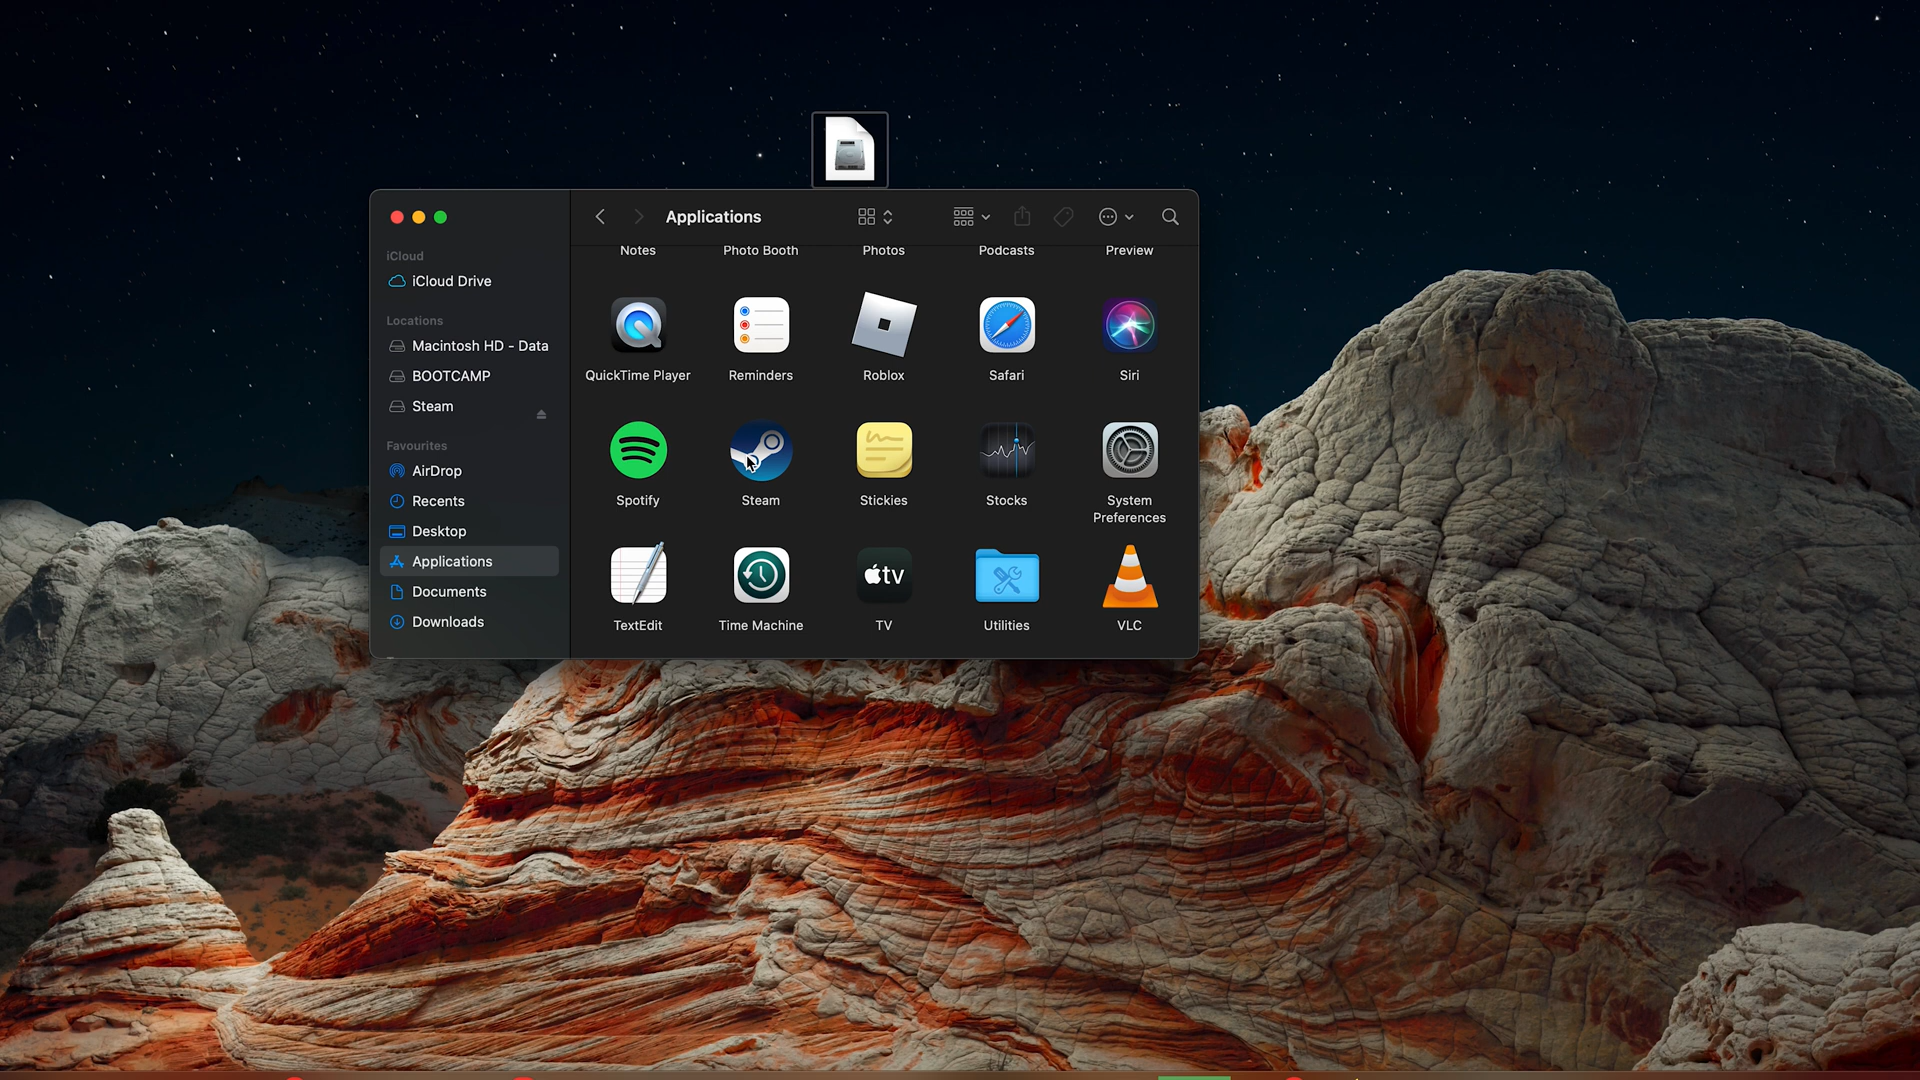 Applications
iCloud
iCloud Drive
Locations
Macintosh HD - Data
BOOTCAMP
Steam
Favourites
AirDrop
Recents
Desktop
Applications
Documents
Downloads
Notes
Photo Booth
Photos
Podcasts
Preview
QuickTime Player
Reminders
Roblox
Safari
Siri
Spotify
Steam
Stickies
Stocks
System
Preferences
tv
TextEdit
Time Machine
TV
Utilities
VLC